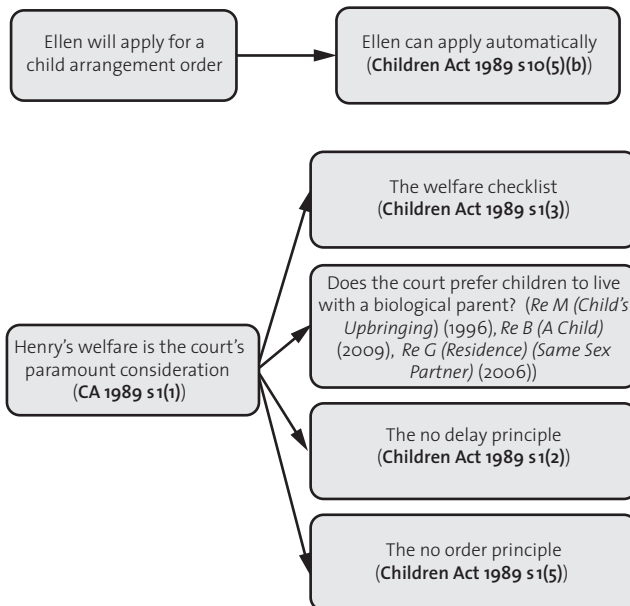 Ellen will apply for a
child arrangement order
Ellen can apply automatically
(Children Act 1989 s10(5)(b))
The welfare checklist
(Children Act 1989 s1(3))
Does the court prefer children to live
with a biological parent? (Re M (Child's
Upbringing) (1996), Re B (A Child)
(2009), Re G (Residence) (Same Sex
Partner) (2006))
Henry's welfare is the court's
paramount consideration
(CA 1989 s1(1))
The no delay principle
(Children Act 1989 s1(2))
The no order principle
(Children Act 1989 s1(5))